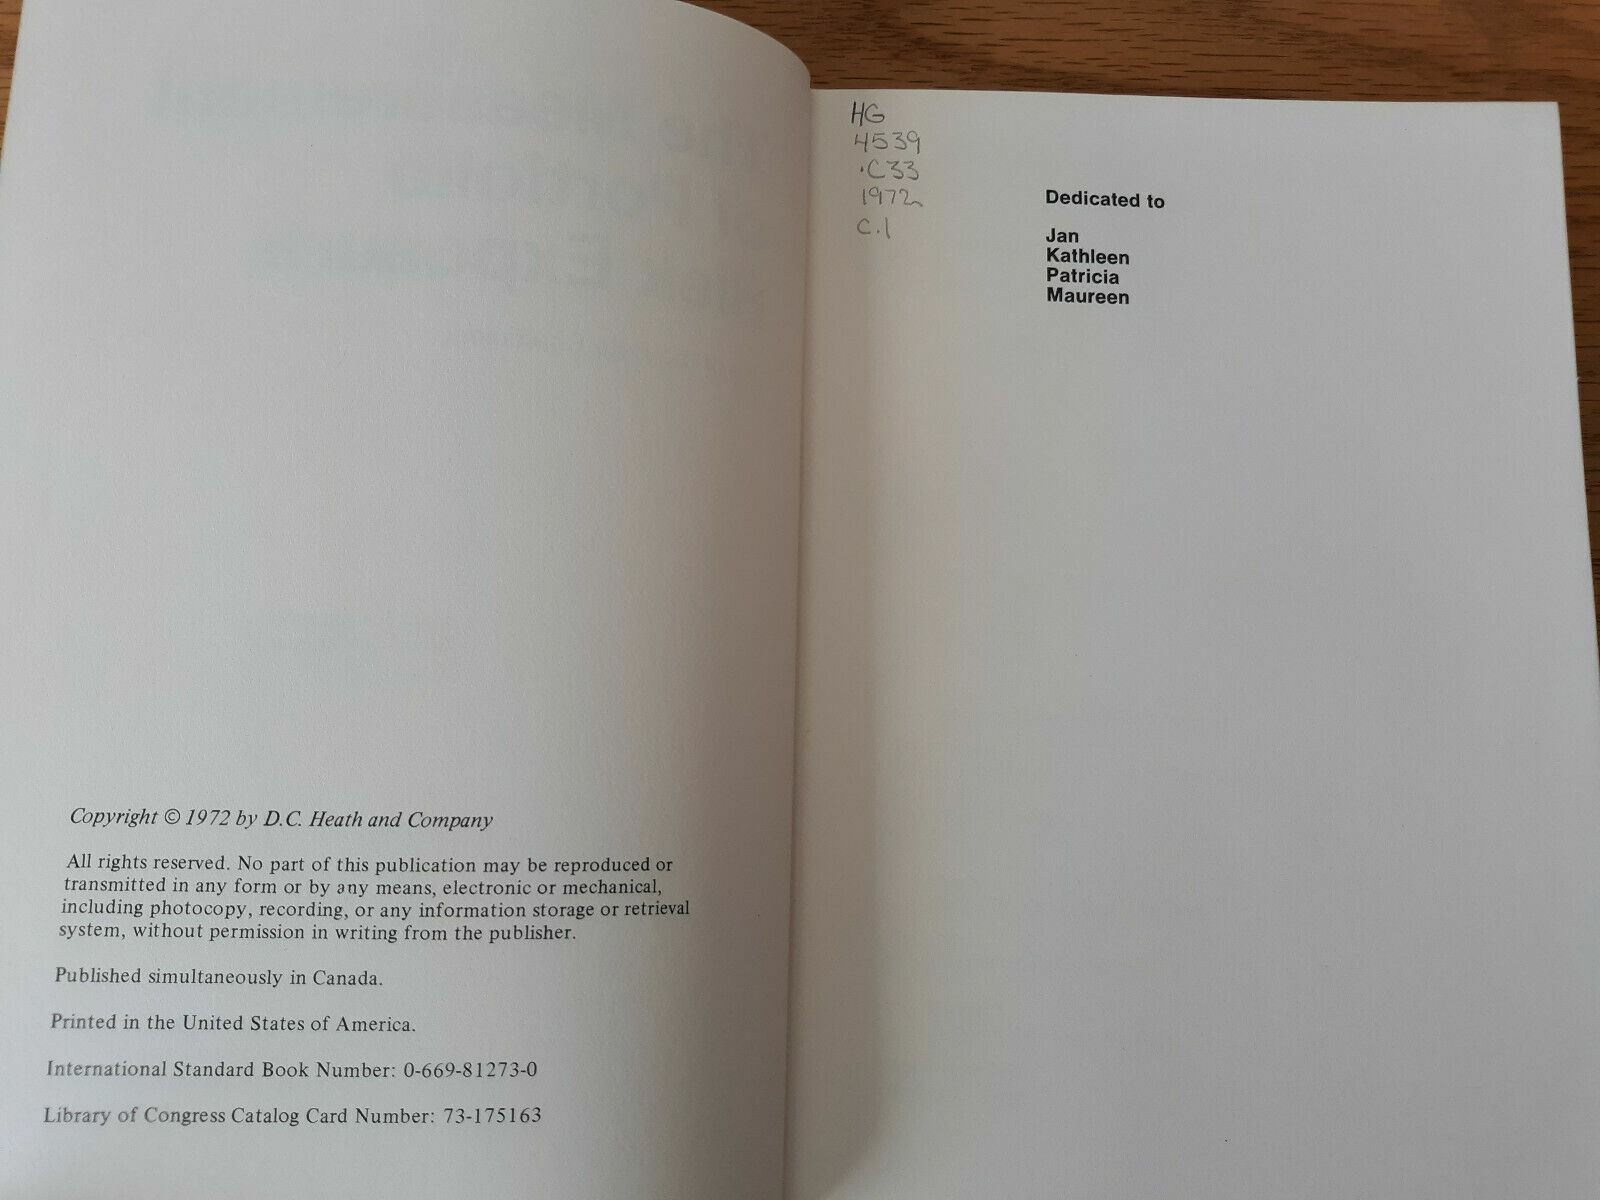 Copyright © 1972 by D.C. Heath and Company
All rights reserved. No part of this publication may be reproduced or
transmitted in any form or by any means, electronic or mechanical,
including photocopy, recording, or any information storage or retrieval
system, without permission in writing from the publisher.
Published simultaneously in Canada.
Printed in the United States of America.
International Standard Book Number: 0-669-81273-0
Library of Congress Catalog Card Number: 73-175163
HG
4539
.C33
1972
C.1
Dedicated to
Jan
Kathleen
Patricia
Maureen